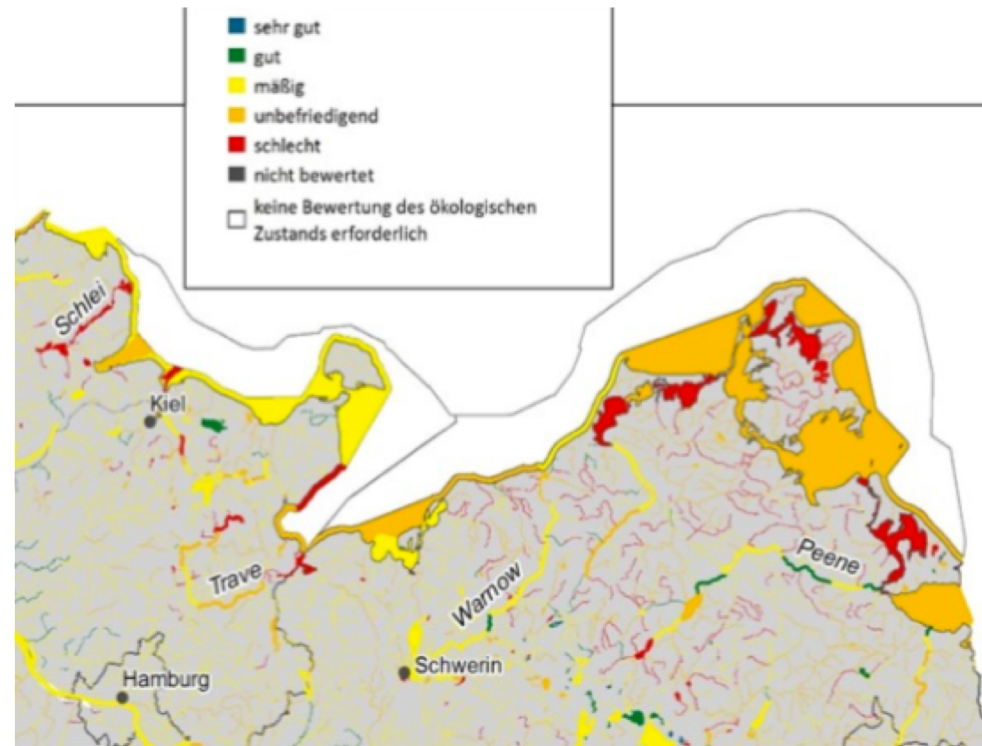 sehr gut
gut
mäßig
unbefriedigend
schlecht
nicht bewertet
keine Bewertung des ökologischen
Zustands erforderlich
Schlei
Kiel
Trave
Warnow
Peene
Schwerin
Hamburg